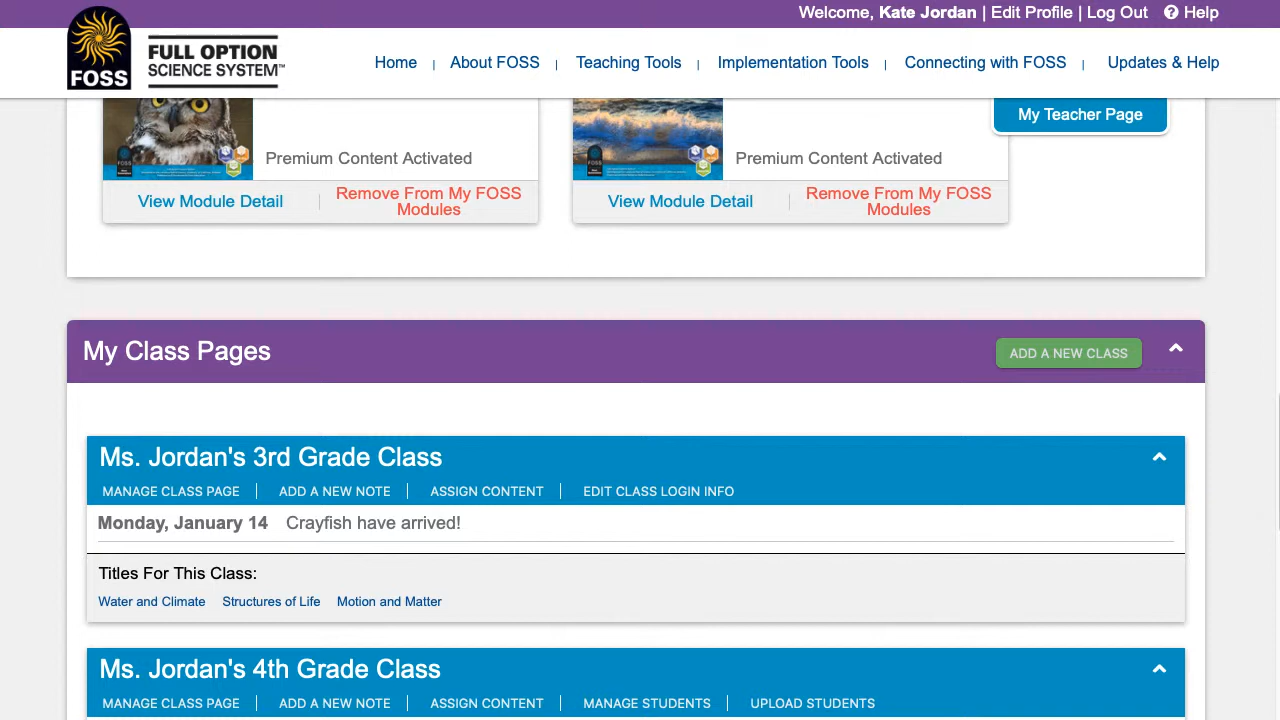 Welcome, Kate Jordan | Edit Profile | Log Out Help
FOSS
FULL OPTION
SCIENCE SYSTEM™
Home | About FOSS | Teaching Tools | Implementation Tools | Connecting with FOSS | Updates & Help
My Teacher Page
FOSS
Premium Content Activated
View Module Detail
Remove From My FOSS
Modules
FOSS
Premium Content Activated
View Module Detail
Remove From My FOSS
Modules
My Class Pages
ADD A NEW CLASS
Ms. Jordan's 3rd Grade Class
MANAGE CLASS PAGE | ADD A NEW NOTE | ASSIGN CONTENT | EDIT CLASS LOGIN INFO
Monday, January 14 Crayfish have arrived!
Titles For This Class:
Water and Climate Structures of Life Motion and Matter
Ms. Jordan's 4th Grade Class
MANAGE CLASS PAGE | ADD A NEW NOTE | ASSIGN CONTENT | MANAGE STUDENTS | UPLOAD STUDENTS